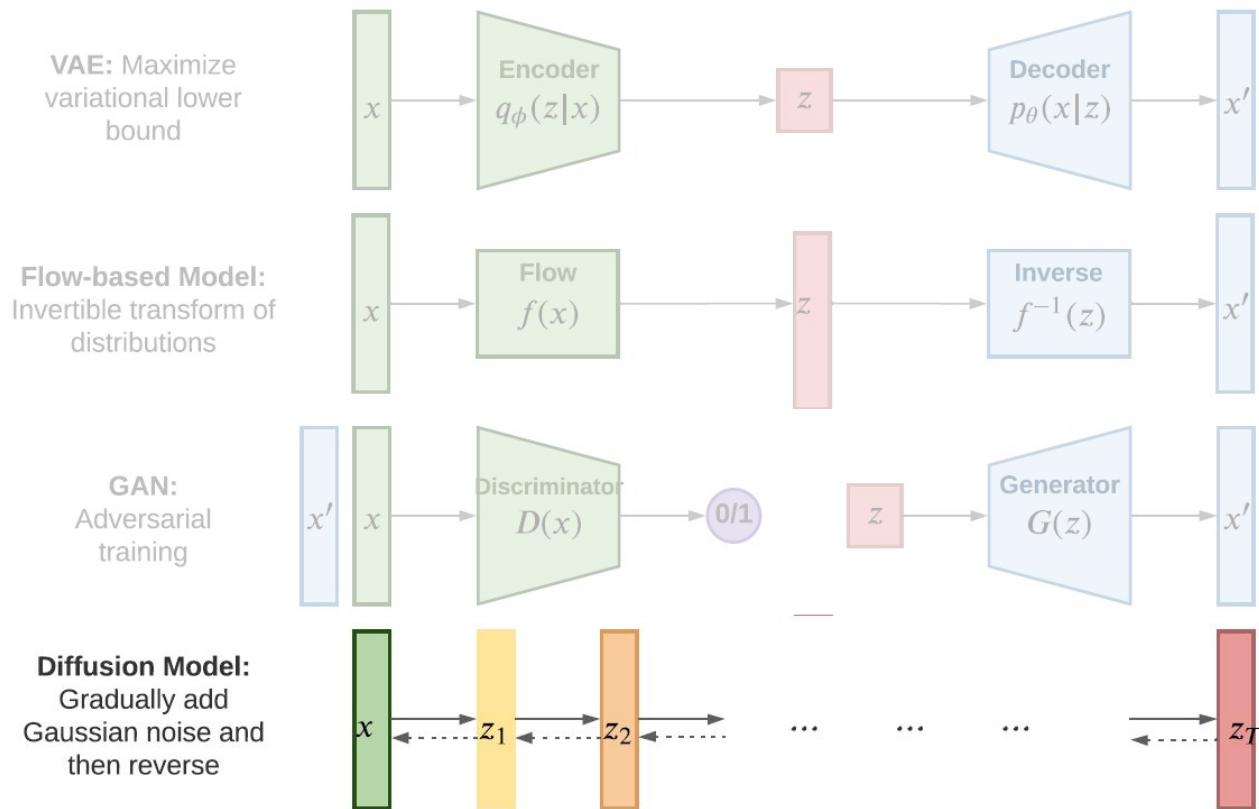 VAE: Maximize
variational lower
bound
x
Encoder
qϕ(z|x)
z
Decoder
pθ(x|z)
x′
Flow-based Model:
Invertible transform of
distributions
x
Flow
f(x)
z
Inverse
f⁻¹(z)
x′
GAN:
Adversarial
training
x′
x
Discriminator
D(x)
0/1
z
Generator
G(z)
x′
Diffusion Model:
Gradually add
Gaussian noise and
then reverse
x
z₁
z₂
... ... ...
z_T